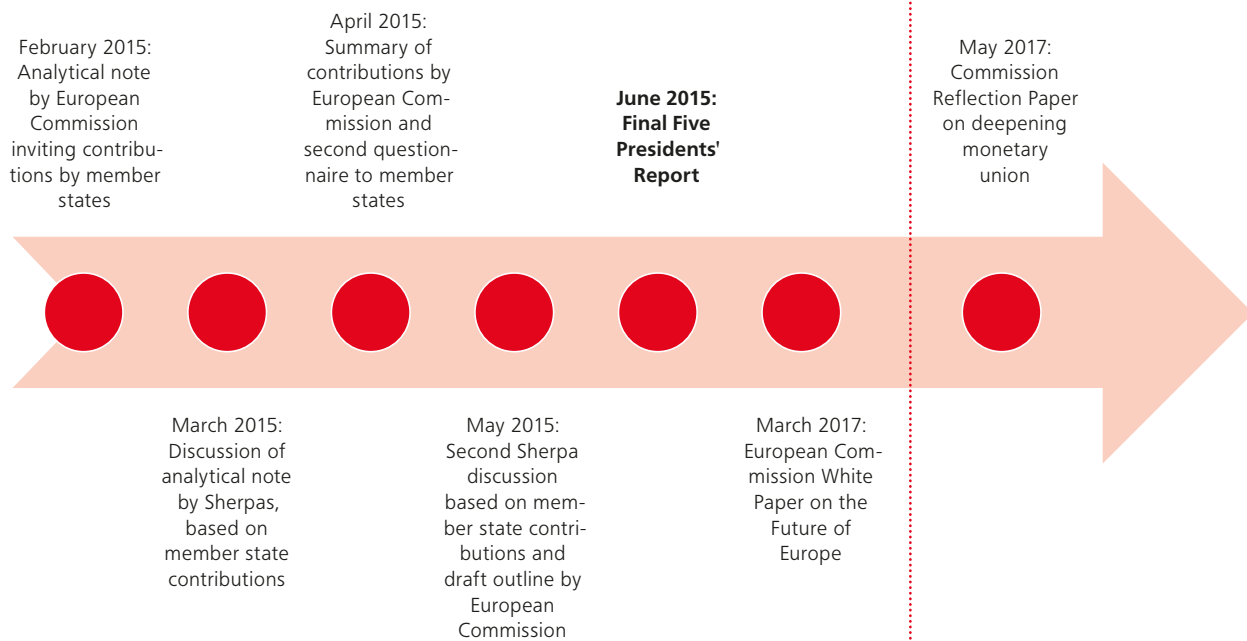 February 2015:
Analytical note
by European
Commission
inviting contribu-
tions by member
states
March 2015:
Discussion of
analytical note
by Sherpas,
based on
member state
contributions
April 2015:
Summary of
contributions by
European Com-
mission and
second question-
naire to member
states
May 2015:
Second Sherpa
discussion
based on mem-
ber state contri-
butions and
draft outline by
European
Commission
June 2015:
Final Five
Presidents'
Report
March 2017:
European Com-
mission White
Paper on the
Future of
Europe
May 2017:
Commission
Reflection Paper
on deepening
monetary
union